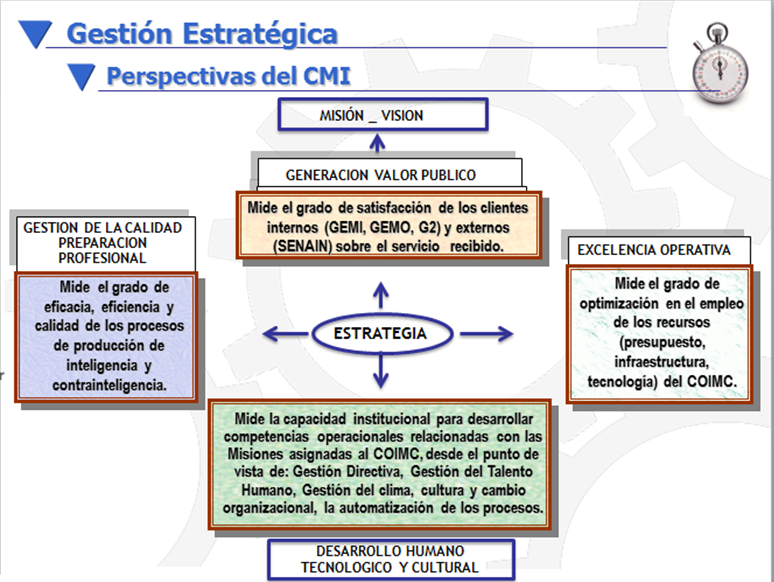 Gestión Estratégica
Perspectivas del CMI
MISIÓN _ VISION
GENERACION VALOR PUBLICO
Mide el grado de satisfacción de los clientes
internos (GEMI, GEMO, G2) y externos
(SENAIN) sobre el servicio recibido.
GESTION DE LA CALIDAD
PREPARACION
PROFESIONAL
Mide el grado de
eficacia, eficiencia y
calidad de los procesos
de producción de
inteligencia y
contrainteligencia.
EXCELENCIA OPERATIVA
Mide el grado de
optimización en el empleo
de los recursos
(presupuesto,
infraestructura,
tecnología) del COIMC.
ESTRATEGIA
Mide la capacidad institucional para desarrollar
competencias operacionales relacionadas con las
Misiones asignadas al COIMC, desde el punto de
vista de: Gestión Directiva, Gestión del Talento
Humano, Gestión del clima, cultura y cambio
organizacional, la automatización de los procesos.
DESARROLLO HUMANO
TECNOLOGICO Y CULTURAL